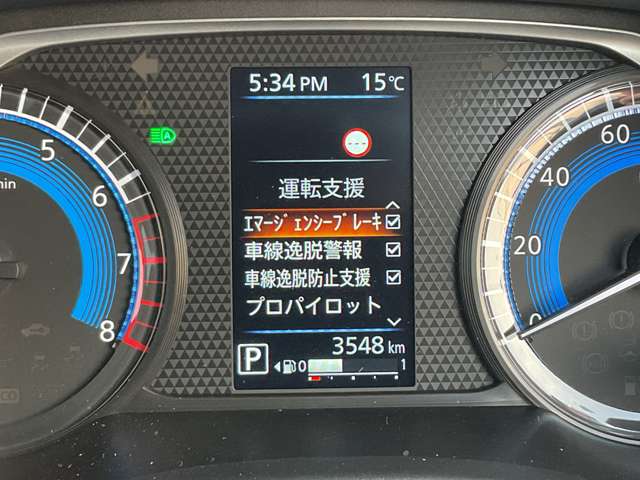 5:34 PM 15℃
運転支援
エマージェンシーブレーキ
車線逸脱警報
車線逸脱防止支援
プロパイロット
3548 km
P 0 1
5
6
7
8
min
0
20
40
60
A